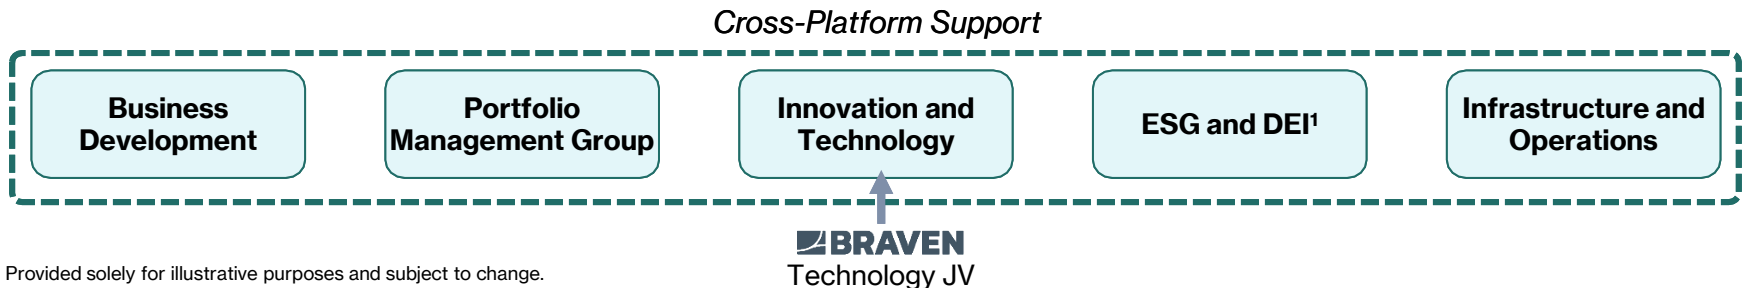 Cross-Platform Support
Business
Development
Portfolio
Management Group
Innovation and
Technology
ESG and DEI¹
Infrastructure and
Operations
BRAVEN
Technology JV
Provided solely for illustrative purposes and subject to change.